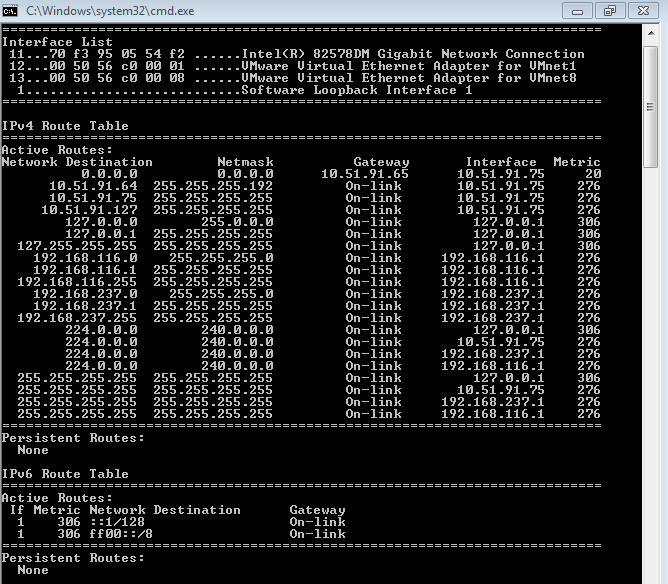 C:\Windows\system32\cmd.exe
===========================================================================
Interface List
 11...70 f3 95 05 54 f2 ......Intel(R) 82578DM Gigabit Network Connection
 12...00 50 56 c0 00 01 ......VMware Virtual Ethernet Adapter for VMnet1
 13...00 50 56 c0 00 08 ......VMware Virtual Ethernet Adapter for VMnet8
  1...........................Software Loopback Interface 1
===========================================================================
IPv4 Route Table
===========================================================================
Active Routes:
Network Destination        Netmask          Gateway       Interface  Metric
          0.0.0.0          0.0.0.0      10.51.91.65      10.51.91.75     20
      10.51.91.64  255.255.255.192         On-link       10.51.91.75    276
      10.51.91.75  255.255.255.255         On-link       10.51.91.75    276
     10.51.91.127  255.255.255.255         On-link       10.51.91.75    276
        127.0.0.0        255.0.0.0         On-link         127.0.0.1    306
        127.0.0.1  255.255.255.255         On-link         127.0.0.1    306
  127.255.255.255  255.255.255.255         On-link         127.0.0.1    306
    192.168.116.0    255.255.255.0         On-link     192.168.116.1    276
    192.168.116.1  255.255.255.255         On-link     192.168.116.1    276
  192.168.116.255  255.255.255.255         On-link     192.168.116.1    276
    192.168.237.0    255.255.255.0         On-link     192.168.237.1    276
    192.168.237.1  255.255.255.255         On-link     192.168.237.1    276
  192.168.237.255  255.255.255.255         On-link     192.168.237.1    276
        224.0.0.0        240.0.0.0         On-link         127.0.0.1    306
        224.0.0.0        240.0.0.0         On-link       10.51.91.75    276
        224.0.0.0        240.0.0.0         On-link     192.168.237.1    276
        224.0.0.0        240.0.0.0         On-link     192.168.116.1    276
  255.255.255.255  255.255.255.255         On-link         127.0.0.1    306
  255.255.255.255  255.255.255.255         On-link       10.51.91.75    276
  255.255.255.255  255.255.255.255         On-link     192.168.237.1    276
  255.255.255.255  255.255.255.255         On-link     192.168.116.1    276
===========================================================================
Persistent Routes:
  None
IPv6 Route Table
===========================================================================
Active Routes:
 If Metric Network Destination      Gateway
  1    306 ::1/128                  On-link
  1    306 ff00::/8                 On-link
===========================================================================
Persistent Routes:
  None